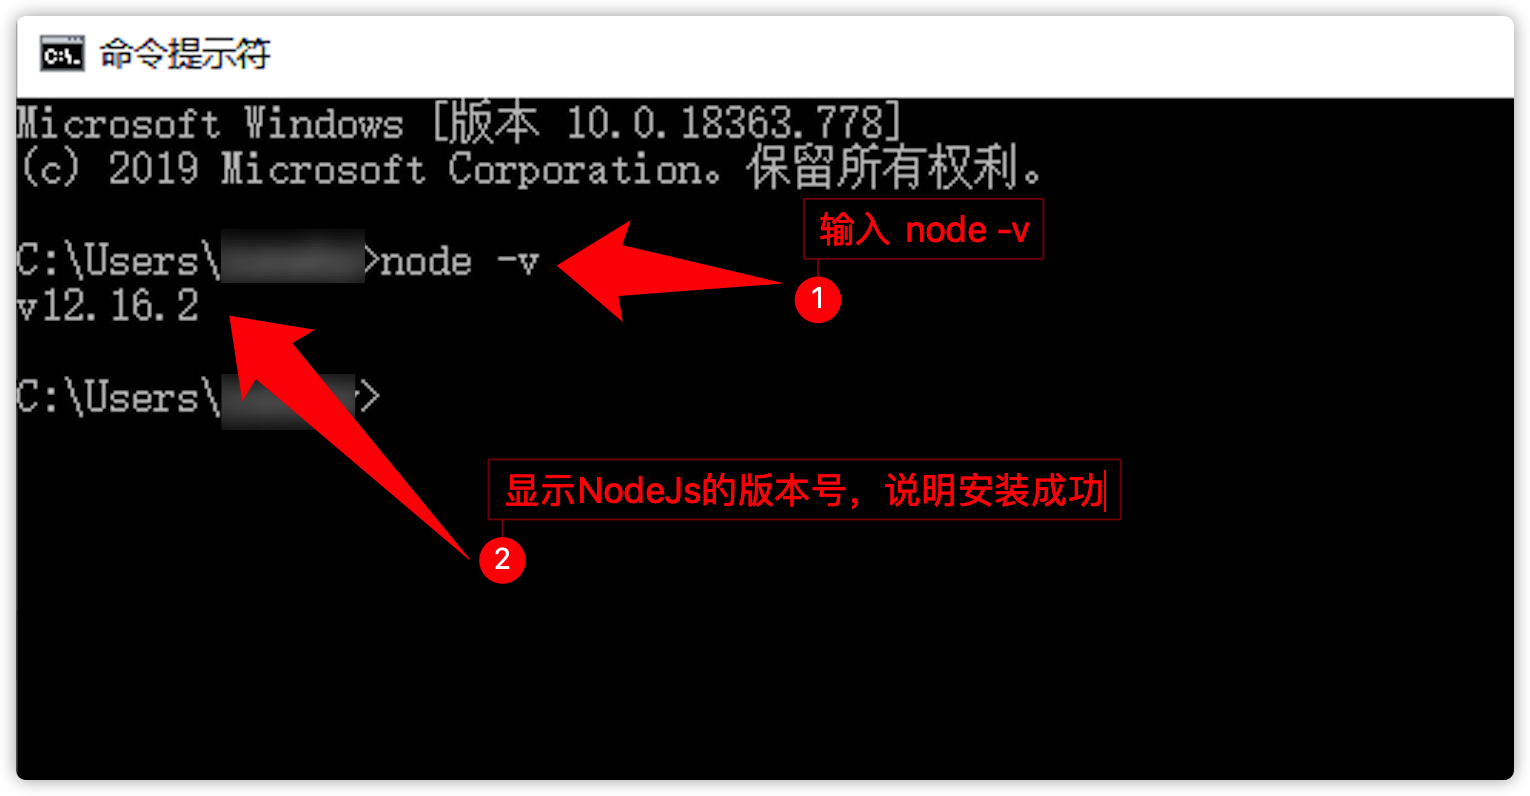 命令提示符
Microsoft Windows [版本 10.0.18363.778]
(c) 2019 Microsoft Corporation。保留所有权利。
输入 node -v
C:\Users\ >node -v
1
v12.16.2
C:\Users\ >
显示NodeJs的版本号，说明安装成功
2